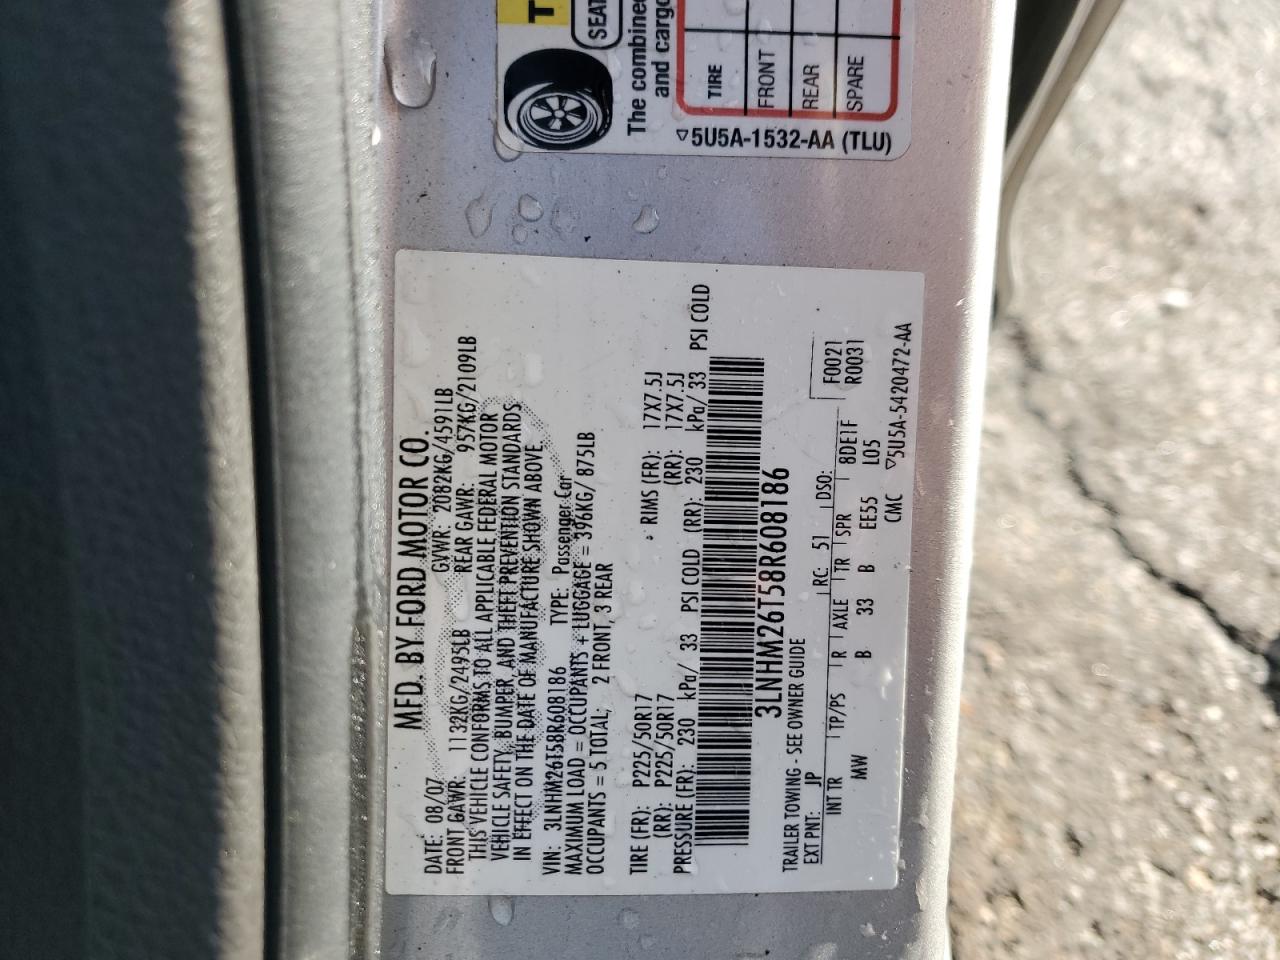 T
SEAT
The combined
and cargo
TIRE
FRONT
REAR
SPARE
5U5A-1532-AA (TLU)
MFD. BY FORD MOTOR CO.
DATE: 08/07 GVWR: 2082KG/4591LB
FRONT GAWR: 1132KG/2495LB REAR GAWR: 957KG/2109LB
THIS VEHICLE CONFORMS TO ALL APPLICABLE FEDERAL MOTOR
VEHICLE SAFETY, BUMPER, AND THEFT PREVENTION STANDARDS
IN EFFECT ON THE DATE OF MANUFACTURE SHOWN ABOVE.
VIN: 3LNHM26T58R608186 TYPE: Passenger Car
MAXIMUM LOAD = OCCUPANTS + LUGGAGE = 396KG/ 875LB
OCCUPANTS = 5 TOTAL, 2 FRONT, 3 REAR
TIRE (FR): P225/50R17 RIMS (FR): 17X7.5J
(RR): P225/50R17 (RR): 17X7.5J
PRESSURE (FR): 230 kPa/ 33 PSI COLD (RR): 230 kPa/ 33 PSI COLD
3LNHM26T58R608186
TRAILER TOWING - SEE OWNER GUIDE
EXT PNT: JP RC: 51 DSO: F0021
R0031
INT TR TP/PS R AXLE TR SPR 8DE1F
MW B 33 B EE55 L05
CMC 5U5A-5420472-AA